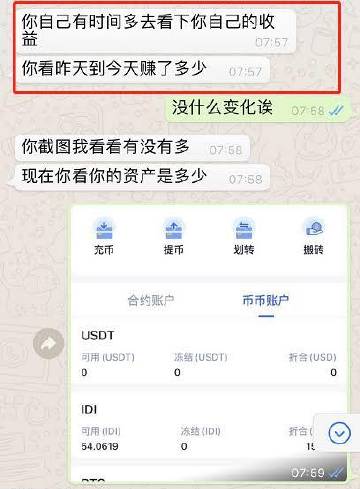 你自己有时间多去看下你自己的收
益
07:57
你看昨天到今天赚了多少 07:57
没什么变化诶 07:58
你截图我看看有没有多 07:58
现在你看你的资产是多少 07:58
充币 提币 划转 搬砖
合约账户 币币账户
USDT
可用 (USDT) 冻结 (USDT) 折合 (USD)
0 0 0
IDI
可用 (IDI) 冻结 (IDI) 折合
54.0619 0
07:59